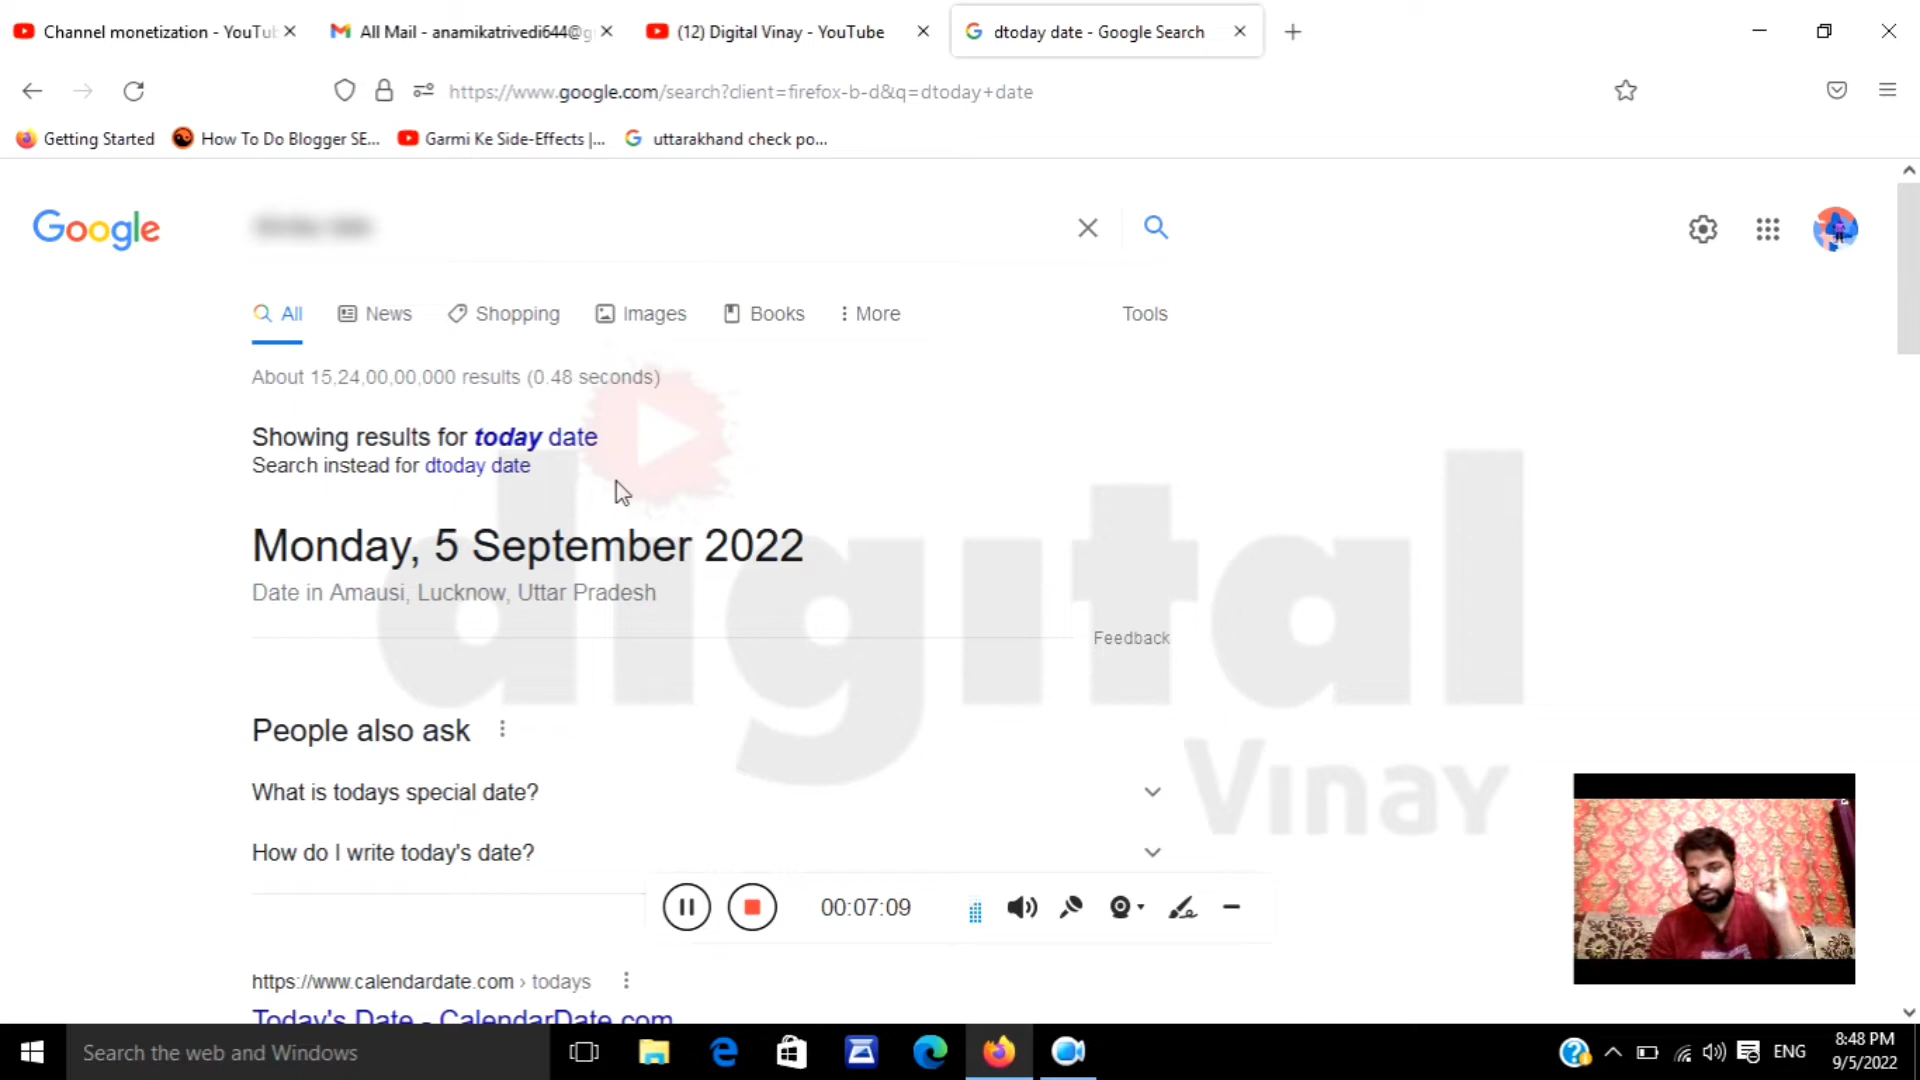 Channel monetization - YouTu
All Mail - anamikatrivedi644@g
(12) Digital Vinay - YouTube
dtoday date - Google Search
https://www.google.com/search?client=firefox-b-d&q=dtoday+date
Getting Started
How To Do Blogger SE...
Garmi Ke Side-Effects |...
uttarakhand check po...
Google
All
News
Shopping
Images
Books
More
Tools
About 15,24,00,00,000 results (0.48 seconds)
Showing results for today date
Search instead for dtoday date
Monday, 5 September 2022
Date in Amausi, Lucknow, Uttar Pradesh
Feedback
digital
Vinay
People also ask
What is todays special date?
How do I write today's date?
00:07:09
https://www.calendardate.com › todays
Today's Date - CalendarDate.com
Search the web and Windows
ENG
8:48 PM
9/5/2022